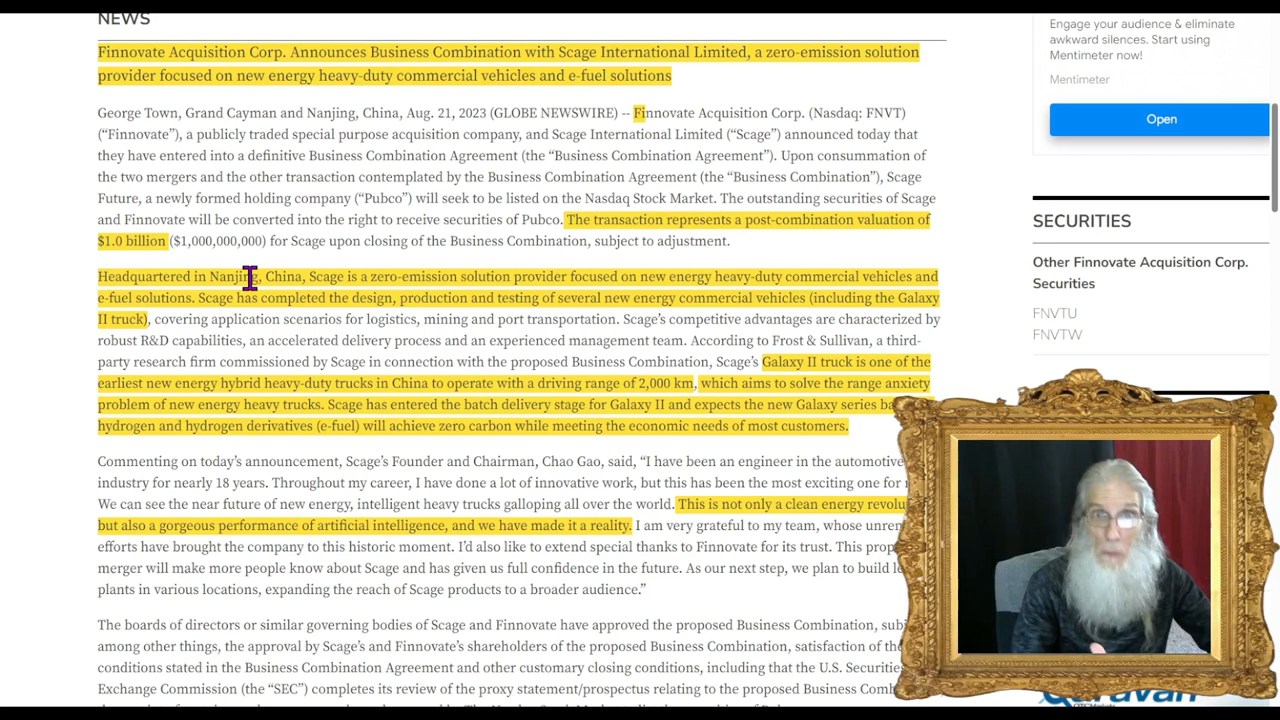 NEWS
Finnovate Acquisition Corp. Announces Business Combination with Scage International Limited, a zero-emission solution
provider focused on new energy heavy-duty commercial vehicles and e-fuel solutions
George Town, Grand Cayman and Nanjing, China, Aug. 21, 2023 (GLOBE NEWSWIRE) -- Finnovate Acquisition Corp. (Nasdaq: FNVT)
(“Finnovate”), a publicly traded special purpose acquisition company, and Scage International Limited (“Scage”) announced today that
they have entered into a definitive Business Combination Agreement (the “Business Combination Agreement”). Upon consummation of
the two mergers and the other transaction contemplated by the Business Combination Agreement (the “Business Combination”), Scage
Future, a newly formed holding company (“Pubco”) will seek to be listed on the Nasdaq Stock Market. The outstanding securities of Scage
and Finnovate will be converted into the right to receive securities of Pubco. The transaction represents a post-combination valuation of
$1.0 billion ($1,000,000,000) for Scage upon closing of the Business Combination, subject to adjustment.
Headquartered in Nanjing, China, Scage is a zero-emission solution provider focused on new energy heavy-duty commercial vehicles and
e-fuel solutions. Scage has completed the design, production and testing of several new energy commercial vehicles (including the Galaxy
II truck), covering application scenarios for logistics, mining and port transportation. Scage’s competitive advantages are characterized by
robust R&D capabilities, an accelerated delivery process and an experienced management team. According to Frost & Sullivan, a third-
party research firm commissioned by Scage in connection with the proposed Business Combination, Scage’s Galaxy II truck is one of the
earliest new energy hybrid heavy-duty trucks in China to operate with a driving range of 2,000 km, which aims to solve the range anxiety
problem of new energy heavy trucks. Scage has entered the batch delivery stage for Galaxy II and expects the new Galaxy series ba
hydrogen and hydrogen derivatives (e-fuel) will achieve zero carbon while meeting the economic needs of most customers.
Commenting on today’s announcement, Scage’s Founder and Chairman, Chao Gao, said, “I have been an engineer in the automotive
industry for nearly 18 years. Throughout my career, I have done a lot of innovative work, but this has been the most exciting one for
We can see the near future of new energy, intelligent heavy trucks galloping all over the world. This is not only a clean energy revolu
but also a gorgeous performance of artificial intelligence, and we have made it a reality. I am very grateful to my team, whose unren
efforts have brought the company to this historic moment. I’d also like to extend special thanks to Finnovate for its trust. This prop
merger will make more people know about Scage and has given us full confidence in the future. As our next step, we plan to build
plants in various locations, expanding the reach of Scage products to a broader audience.”
The boards of directors or similar governing bodies of Scage and Finnovate have approved the proposed Business Combination, subj
among other things, the approval by Scage’s and Finnovate’s shareholders of the proposed Business Combination, satisfaction of the
conditions stated in the Business Combination Agreement and other customary closing conditions, including that the U.S. Securities
Exchange Commission (the “SEC”) completes its review of the proxy statement/prospectus relating to the proposed Business Comb
Engage your audience & eliminate
awkward silences. Start using
Mentimeter now!
Mentimeter
Open
SECURITIES
Other Finnovate Acquisition Corp.
Securities
FNVTU
FNVTW